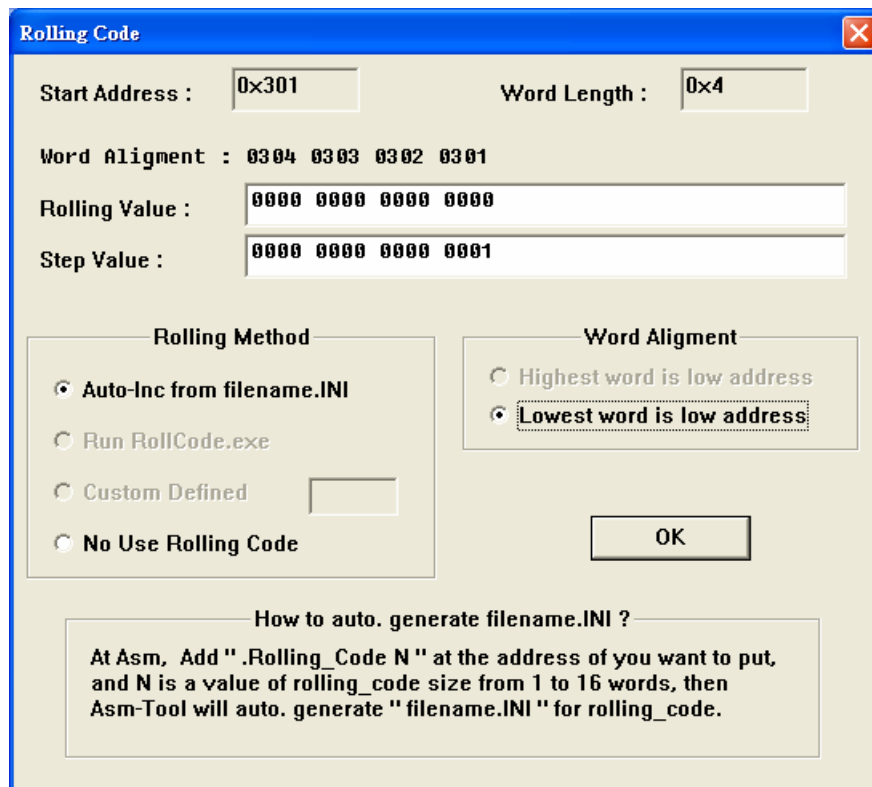 Rolling Code
Start Address : 0x301 Word Length : 0x4
Word Aligment : 0304 0303 0302 0301
Rolling Value : 0000 0000 0000 0000
Step Value : 0000 0000 0000 0001
Rolling Method
Auto-Inc from filename.INI
Run RollCode.exe
Custom Defined
No Use Rolling Code
Word Aligment
Highest word is low address
Lowest word is low address
OK
How to auto. generate filename.INI ?
At Asm, Add " .Rolling_Code N " at the address of you want to put,
and N is a value of rolling_code size from 1 to 16 words, then
Asm-Tool will auto. generate " filename.INI " for rolling_code.